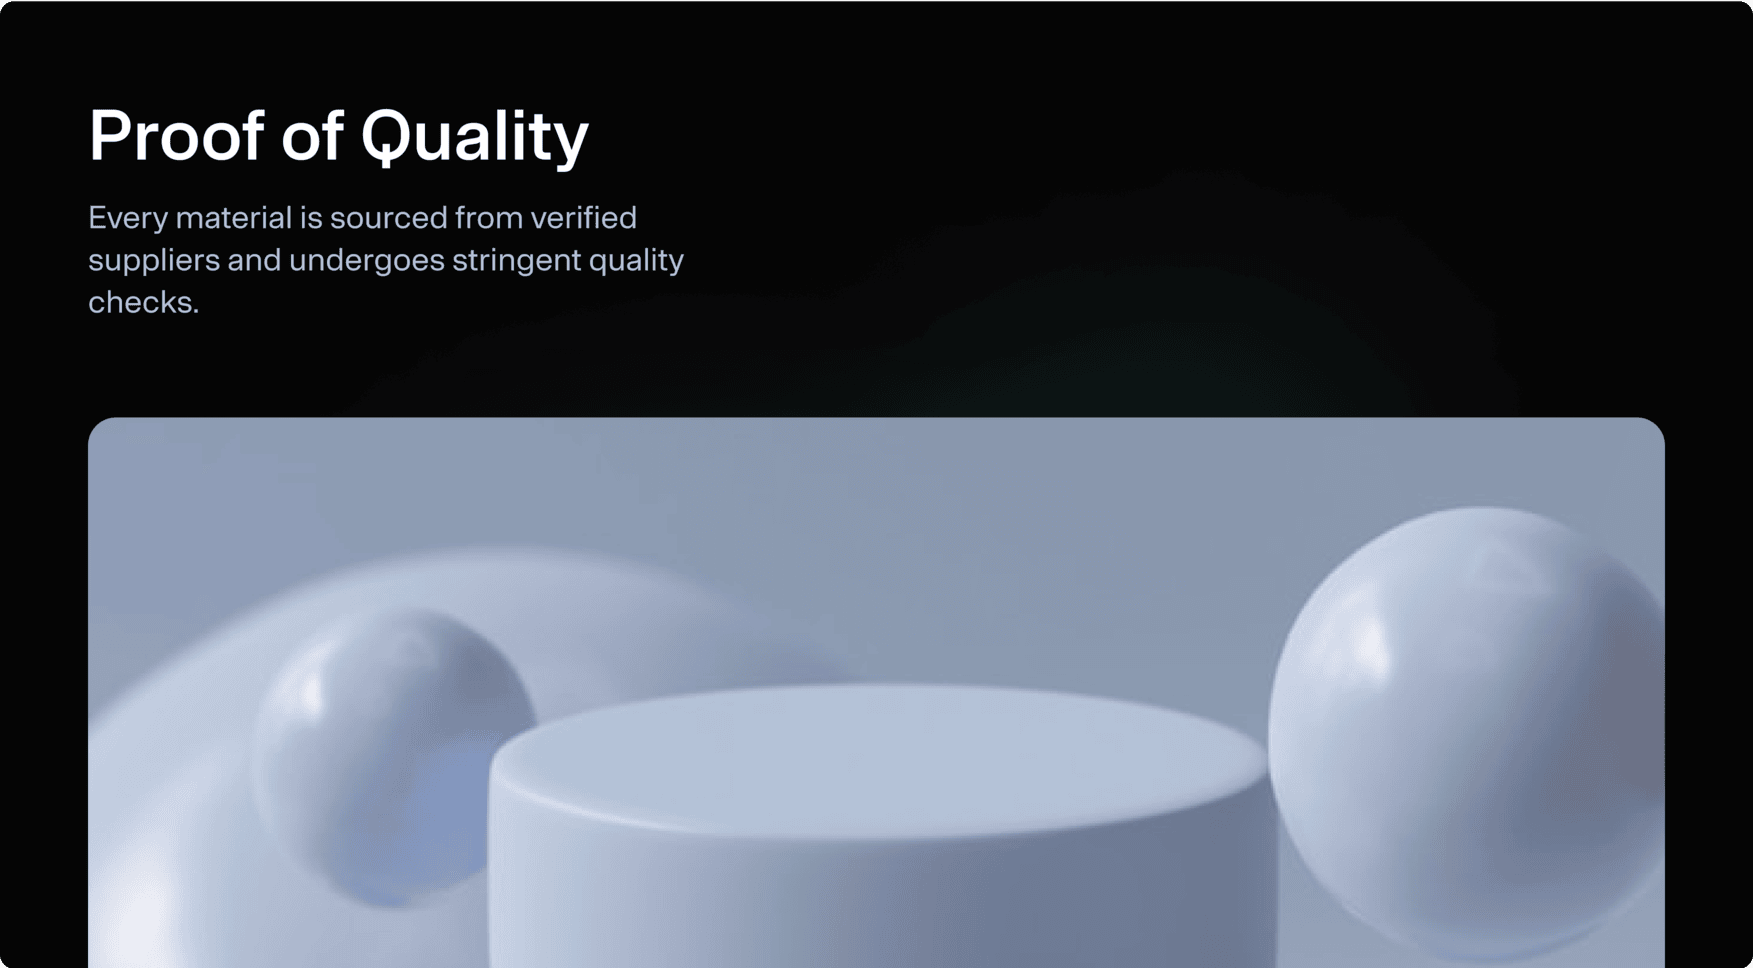 Proof of Quality
Every material is sourced from verified
suppliers and undergoes stringent quality
checks.